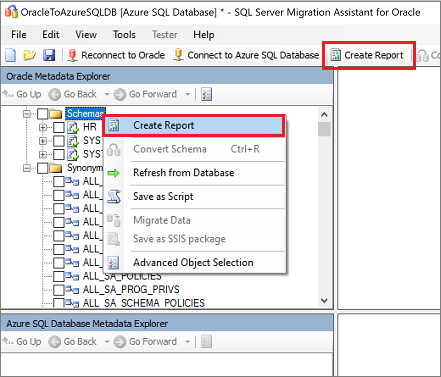 OracleToAzureSQLDB [Azure SQL Database] * - SQL Server Migration Assistant for Oracle
File Edit View Tools Tester Help
Reconnect to Oracle Connect to Azure SQL Database Create Report
Oracle Metadata Explorer
Go Up Go Back Go Forward
Schemas
Create Report
HR
Convert Schema Ctrl+R
SYS
SYST
Refresh from Database
Synonym
ALL_
Save as Script
ALL_
ALL_
Migrate Data
ALL_
Save as SSIS package
ALL_
ALL_
Advanced Object Selection
ALL_SA_POLICIES
ALL_SA_PROG_PRIVS
ALL_SA_SCHEMA_POLICIES
Azure SQL Database Metadata Explorer
Go Up Go Back Go Forward